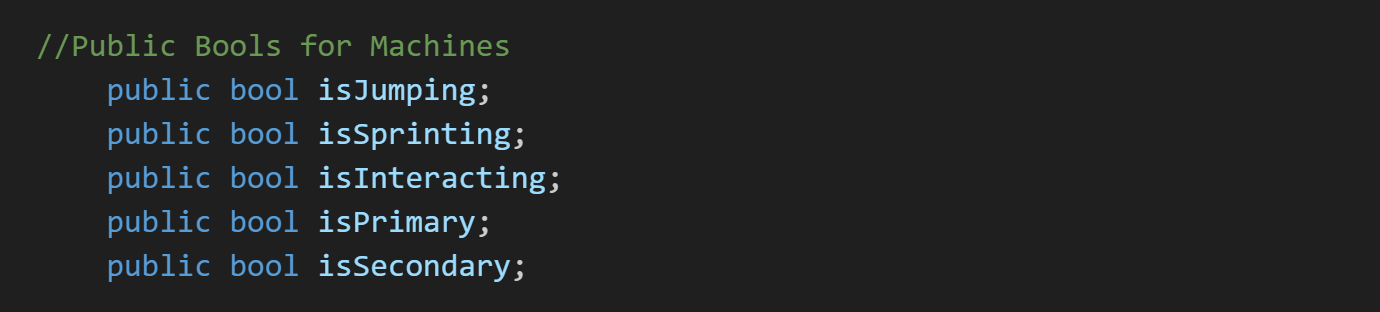 //Public Bools for Machines
public bool isJumping;
public bool isSprinting;
public bool isInteracting;
public bool isPrimary;
public bool isSecondary;